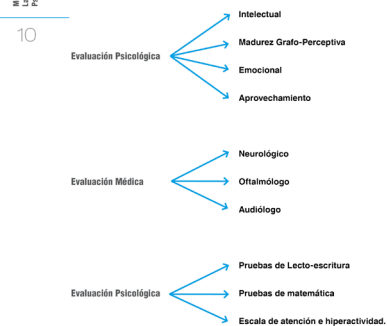 10
Intelectual
Madurez Grafo-Perceptiva
Evaluación Psicológica
Emocional
Aprovechamiento
Neurológico
Evaluación Médica
Oftalmólogo
Audiólogo
Pruebas de Lecto-escritura
Evaluación Psicológica
Pruebas de matemática
Escala de atención e hiperactividad.